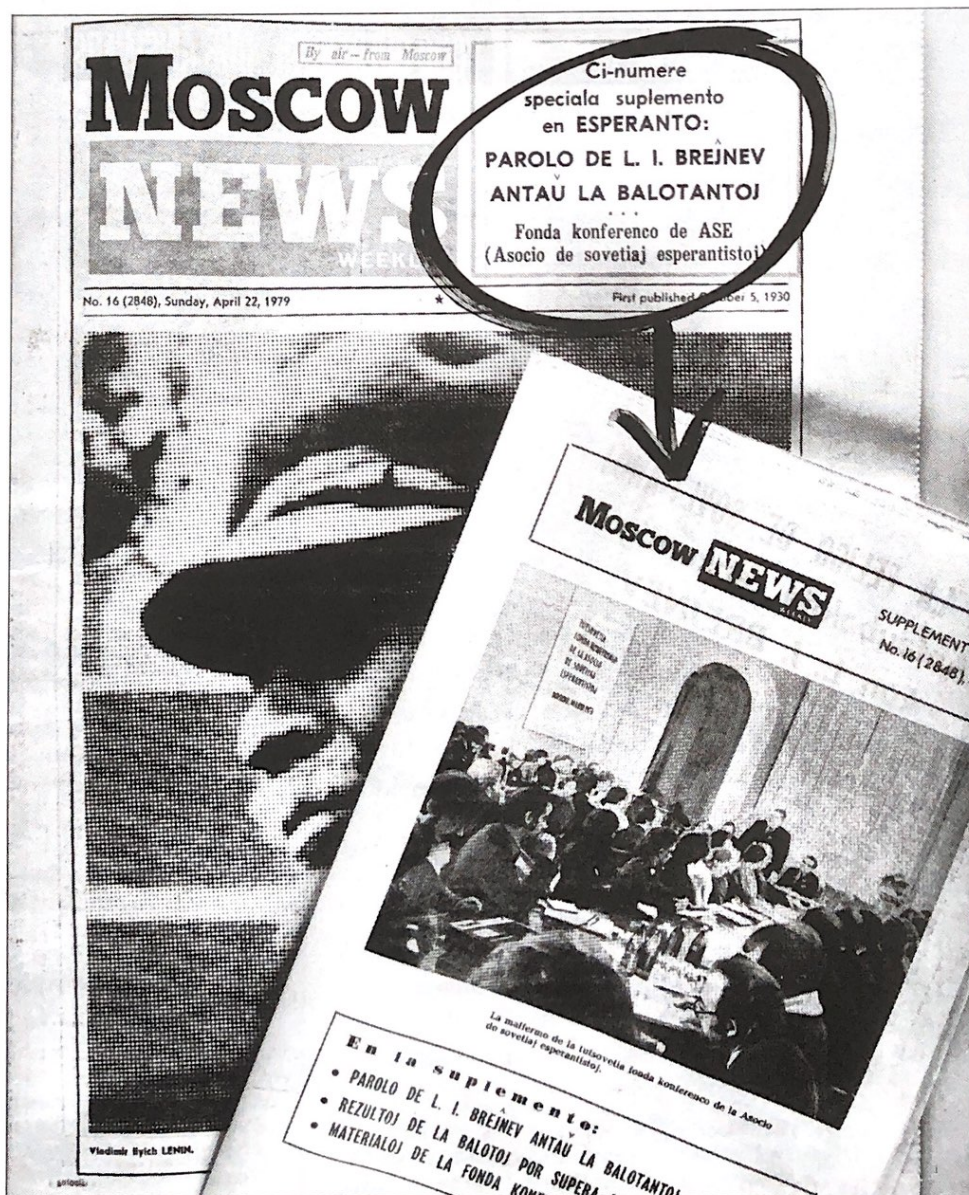 By air – from Moscow
Moscow
NEWS
WEEKLY
Ci-numere
speciala suplemento
en ESPERANTO:
PAROLO DE L. I. BREĴNEV
ANTAŬ LA BALOTANTOJ
• • •
Fonda konferenco de ASE
(Asocio de sovetiaj esperantistoj)
No. 16 (2848), Sunday, April 22, 1979
★
First published October 5, 1930
Vladimir Ilyich LENIN.
Moscow NEWS
WEEKLY
SUPPLEMENT
No. 16 (2848),
La malfermo de la tutsovetia fonda konferenco de la Asocio
de sovetiaj esperantistoj.
En la suplemento:
• PAROLO DE L. I. BREĴNEV ANTAŬ LA BALOTANTOJ
• REZULTOJ DE LA BALOTOJ POR SUPERA
• MATERIALOJ DE LA FONDA